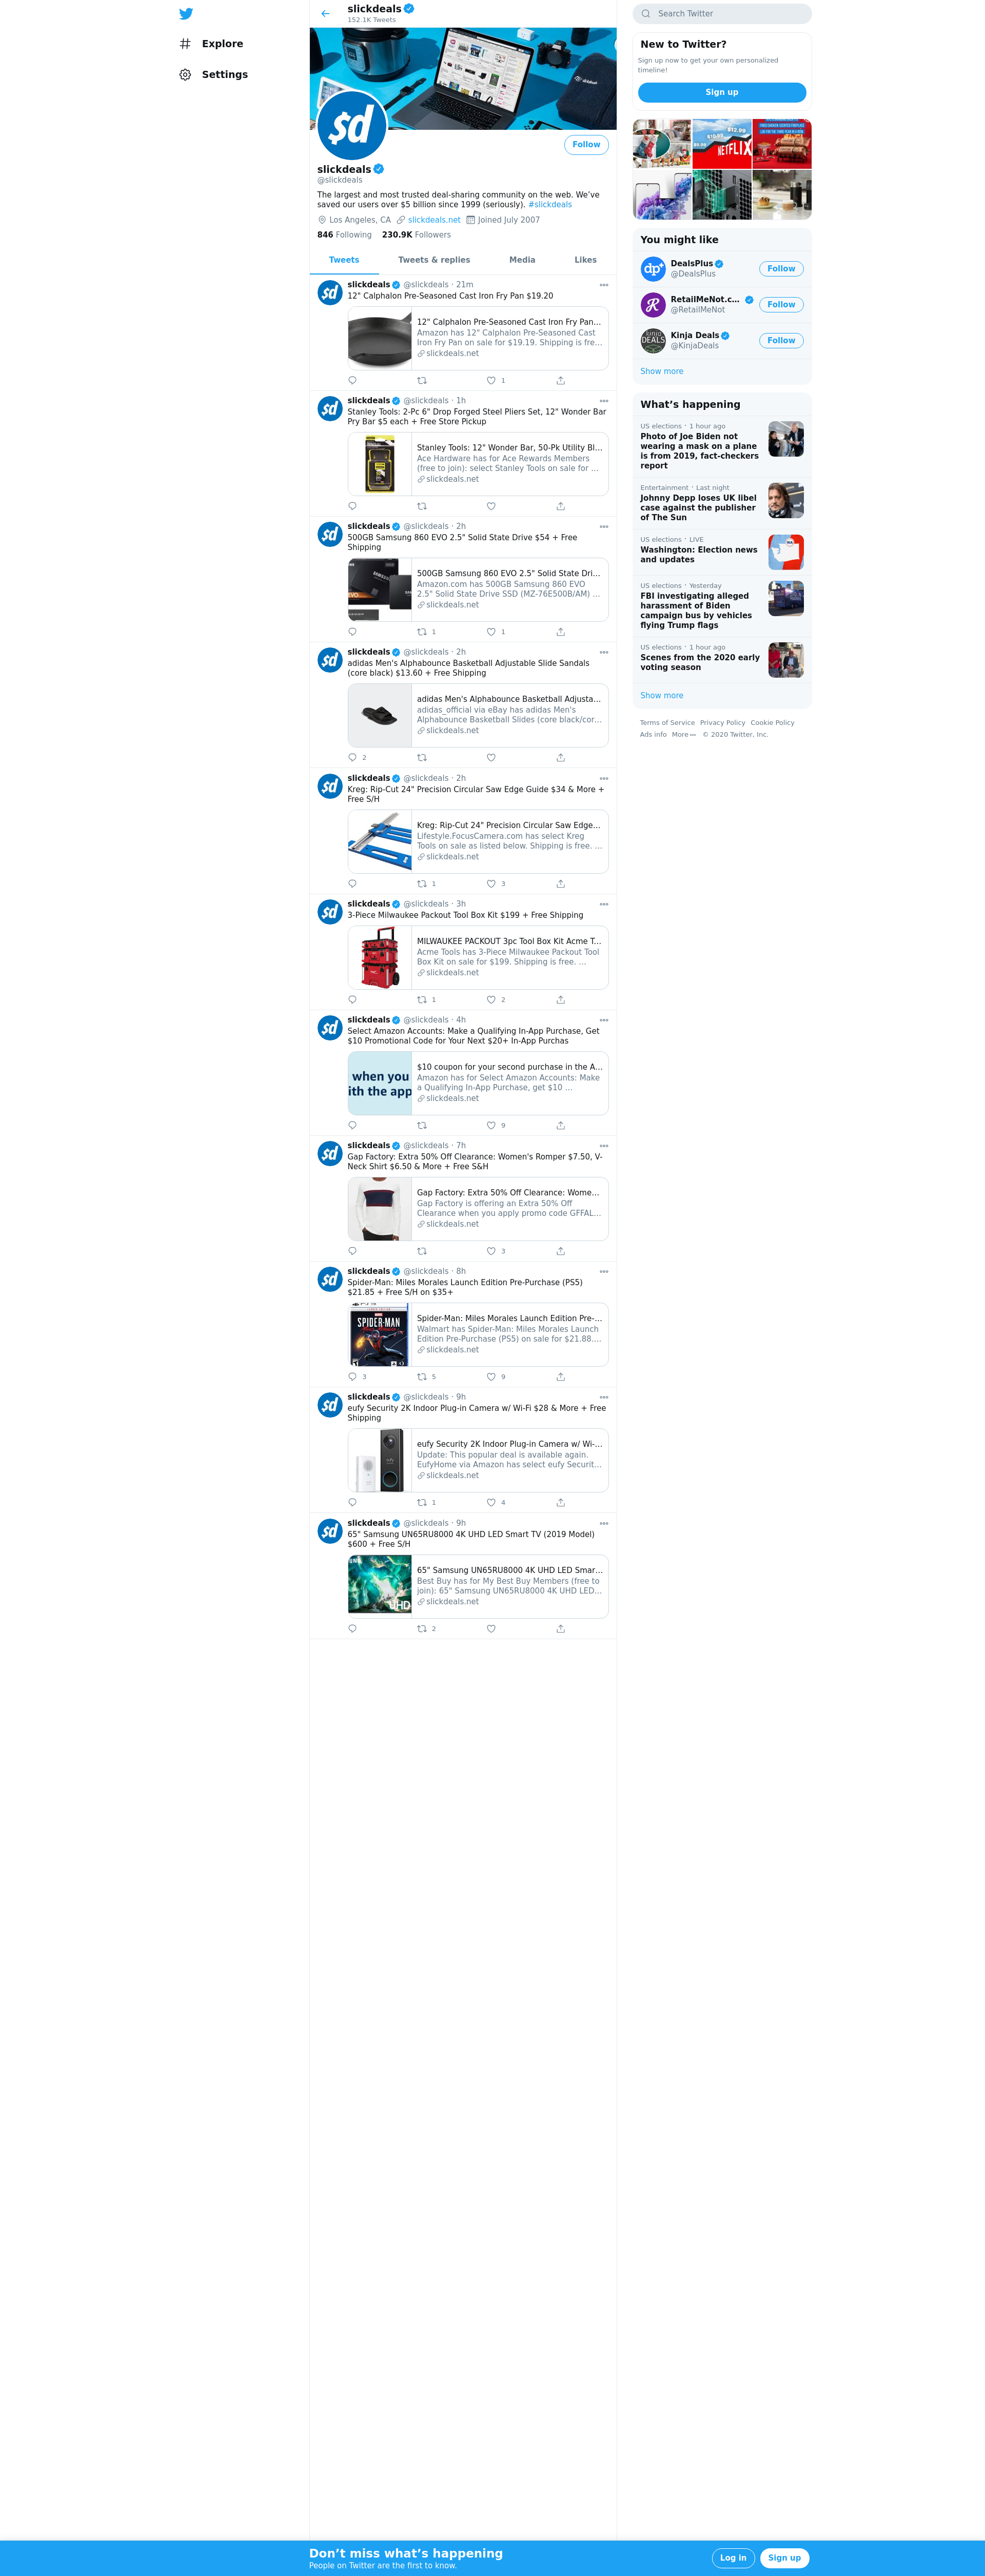 Explore
Settings
slickdeals
152.1K Tweets
$d
Follow
slickdeals
@slickdeals
The largest and most trusted deal-sharing community on the web. We've
saved our users over $5 billion since 1999 (seriously). #slickdeals
Los Angeles, CA slickdeals.net Joined July 2007
846 Following 230.9K Followers
Tweets Tweets & replies Media Likes
$d
slickdeals @slickdeals · 21m
12" Calphalon Pre-Seasoned Cast Iron Fry Pan $19.20
12" Calphalon Pre-Seasoned Cast Iron Fry Pan…
Amazon has 12" Calphalon Pre-Seasoned Cast
Iron Fry Pan on sale for $19.19. Shipping is fre…
slickdeals.net
1
$d
slickdeals @slickdeals · 1h
Stanley Tools: 2-Pc 6" Drop Forged Steel Pliers Set, 12" Wonder Bar
Pry Bar $5 each + Free Store Pickup
Stanley Tools: 12" Wonder Bar, 50-Pk Utility Bl…
Ace Hardware has for Ace Rewards Members
(free to join): select Stanley Tools on sale for …
slickdeals.net
$d
slickdeals @slickdeals · 2h
500GB Samsung 860 EVO 2.5" Solid State Drive $54 + Free
Shipping
500GB Samsung 860 EVO 2.5" Solid State Dri…
Amazon.com has 500GB Samsung 860 EVO
2.5" Solid State Drive SSD (MZ-76E500B/AM) …
slickdeals.net
1 1
$d
slickdeals @slickdeals · 2h
adidas Men's Alphabounce Basketball Adjustable Slide Sandals
(core black) $13.60 + Free Shipping
adidas Men's Alphabounce Basketball Adjusta…
adidas_official via eBay has adidas Men's
Alphabounce Basketball Slides (core black/cor…
slickdeals.net
2
$d
slickdeals @slickdeals · 2h
Kreg: Rip-Cut 24" Precision Circular Saw Edge Guide $34 & More +
Free S/H
Kreg: Rip-Cut 24" Precision Circular Saw Edge…
Lifestyle.FocusCamera.com has select Kreg
Tools on sale as listed below. Shipping is free. …
slickdeals.net
1 3
$d
slickdeals @slickdeals · 3h
3-Piece Milwaukee Packout Tool Box Kit $199 + Free Shipping
MILWAUKEE PACKOUT 3pc Tool Box Kit Acme T…
Acme Tools has 3-Piece Milwaukee Packout Tool
Box Kit on sale for $199. Shipping is free. …
slickdeals.net
1 2
$d
slickdeals @slickdeals · 4h
Select Amazon Accounts: Make a Qualifying In-App Purchase, Get
$10 Promotional Code for Your Next $20+ In-App Purchas
when you
ith the app
$10 coupon for your second purchase in the A…
Amazon has for Select Amazon Accounts: Make
a Qualifying In-App Purchase, get $10 …
slickdeals.net
9
$d
slickdeals @slickdeals · 7h
Gap Factory: Extra 50% Off Clearance: Women's Romper $7.50, V-
Neck Shirt $6.50 & More + Free S&H
Gap Factory: Extra 50% Off Clearance: Wome…
Gap Factory is offering an Extra 50% Off
Clearance when you apply promo code GFFAL…
slickdeals.net
3
$d
slickdeals @slickdeals · 8h
Spider-Man: Miles Morales Launch Edition Pre-Purchase (PS5)
$21.85 + Free S/H on $35+
SPIDER-MAN
Spider-Man: Miles Morales Launch Edition Pre-…
Walmart has Spider-Man: Miles Morales Launch
Edition Pre-Purchase (PS5) on sale for $21.88.…
slickdeals.net
3 5 9
$d
slickdeals @slickdeals · 9h
eufy Security 2K Indoor Plug-in Camera w/ Wi-Fi $28 & More + Free
Shipping
eufy Security 2K Indoor Plug-in Camera w/ Wi-…
Update: This popular deal is available again.
EufyHome via Amazon has select eufy Securit…
slickdeals.net
1 4
$d
slickdeals @slickdeals · 9h
65" Samsung UN65RU8000 4K UHD LED Smart TV (2019 Model)
$600 + Free S/H
UHD
65" Samsung UN65RU8000 4K UHD LED Smar…
Best Buy has for My Best Buy Members (free to
join): 65" Samsung UN65RU8000 4K UHD LED…
slickdeals.net
2
Search Twitter
New to Twitter?
Sign up now to get your own personalized
timeline!
Sign up
$12.99
$10.99
NETFLIX
You might like
dp+
DealsPlus
@DealsPlus
Follow
R
RetailMeNot.c…
@RetailMeNot
Follow
KINJA DEALS
Kinja Deals
@KinjaDeals
Follow
Show more
What's happening
US elections · 1 hour ago
Photo of Joe Biden not
wearing a mask on a plane
is from 2019, fact-checkers
report
Entertainment · Last night
Johnny Depp loses UK libel
case against the publisher
of The Sun
US elections · LIVE
Washington: Election news
and updates
US elections · Yesterday
FBI investigating alleged
harassment of Biden
campaign bus by vehicles
flying Trump flags
US elections · 1 hour ago
Scenes from the 2020 early
voting season
Show more
Terms of Service Privacy Policy Cookie Policy
Ads info More ··· © 2020 Twitter, Inc.
Don't miss what's happening
People on Twitter are the first to know.
Log in
Sign up